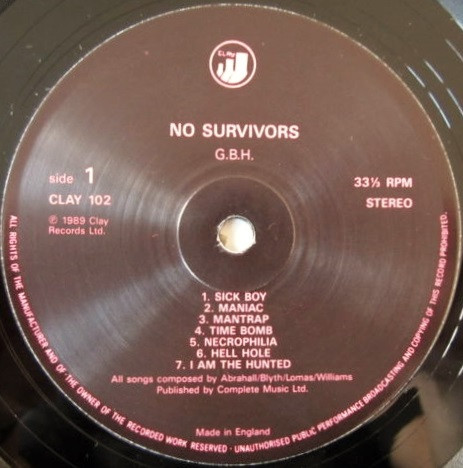 CLAY
NO SURVIVORS
G.B.H.
side 1
CLAY 102
℗ 1989 Clay
Records Ltd.
33⅓ RPM
STEREO
1. SICK BOY
2. MANIAC
3. MANTRAP
4. TIME BOMB
5. NECROPHILIA
6. HELL HOLE
7. I AM THE HUNTED
All songs composed by Abrahall/Blyth/Lomas/Williams
Published by Complete Music Ltd.
Made in England
ALL RIGHTS OF THE MANUFACTURER AND OF THE OWNER OF THE RECORDED WORK RESERVED - UNAUTHORISED PUBLIC PERFORMANCE BROADCASTING AND COPYING OF THIS RECORD PROHIBITED.